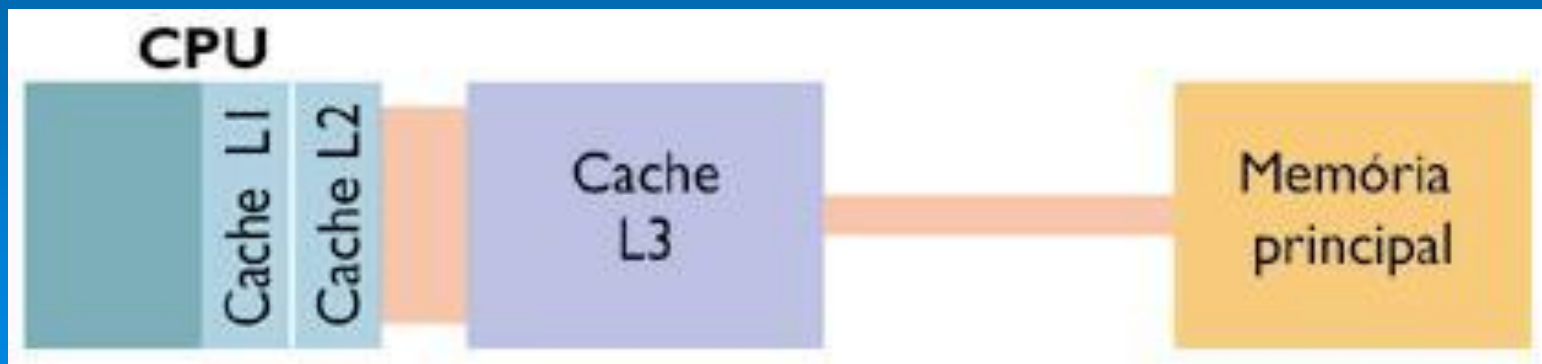 CPU
Cache L1
Cache L2
Cache
L3
Memória
principal